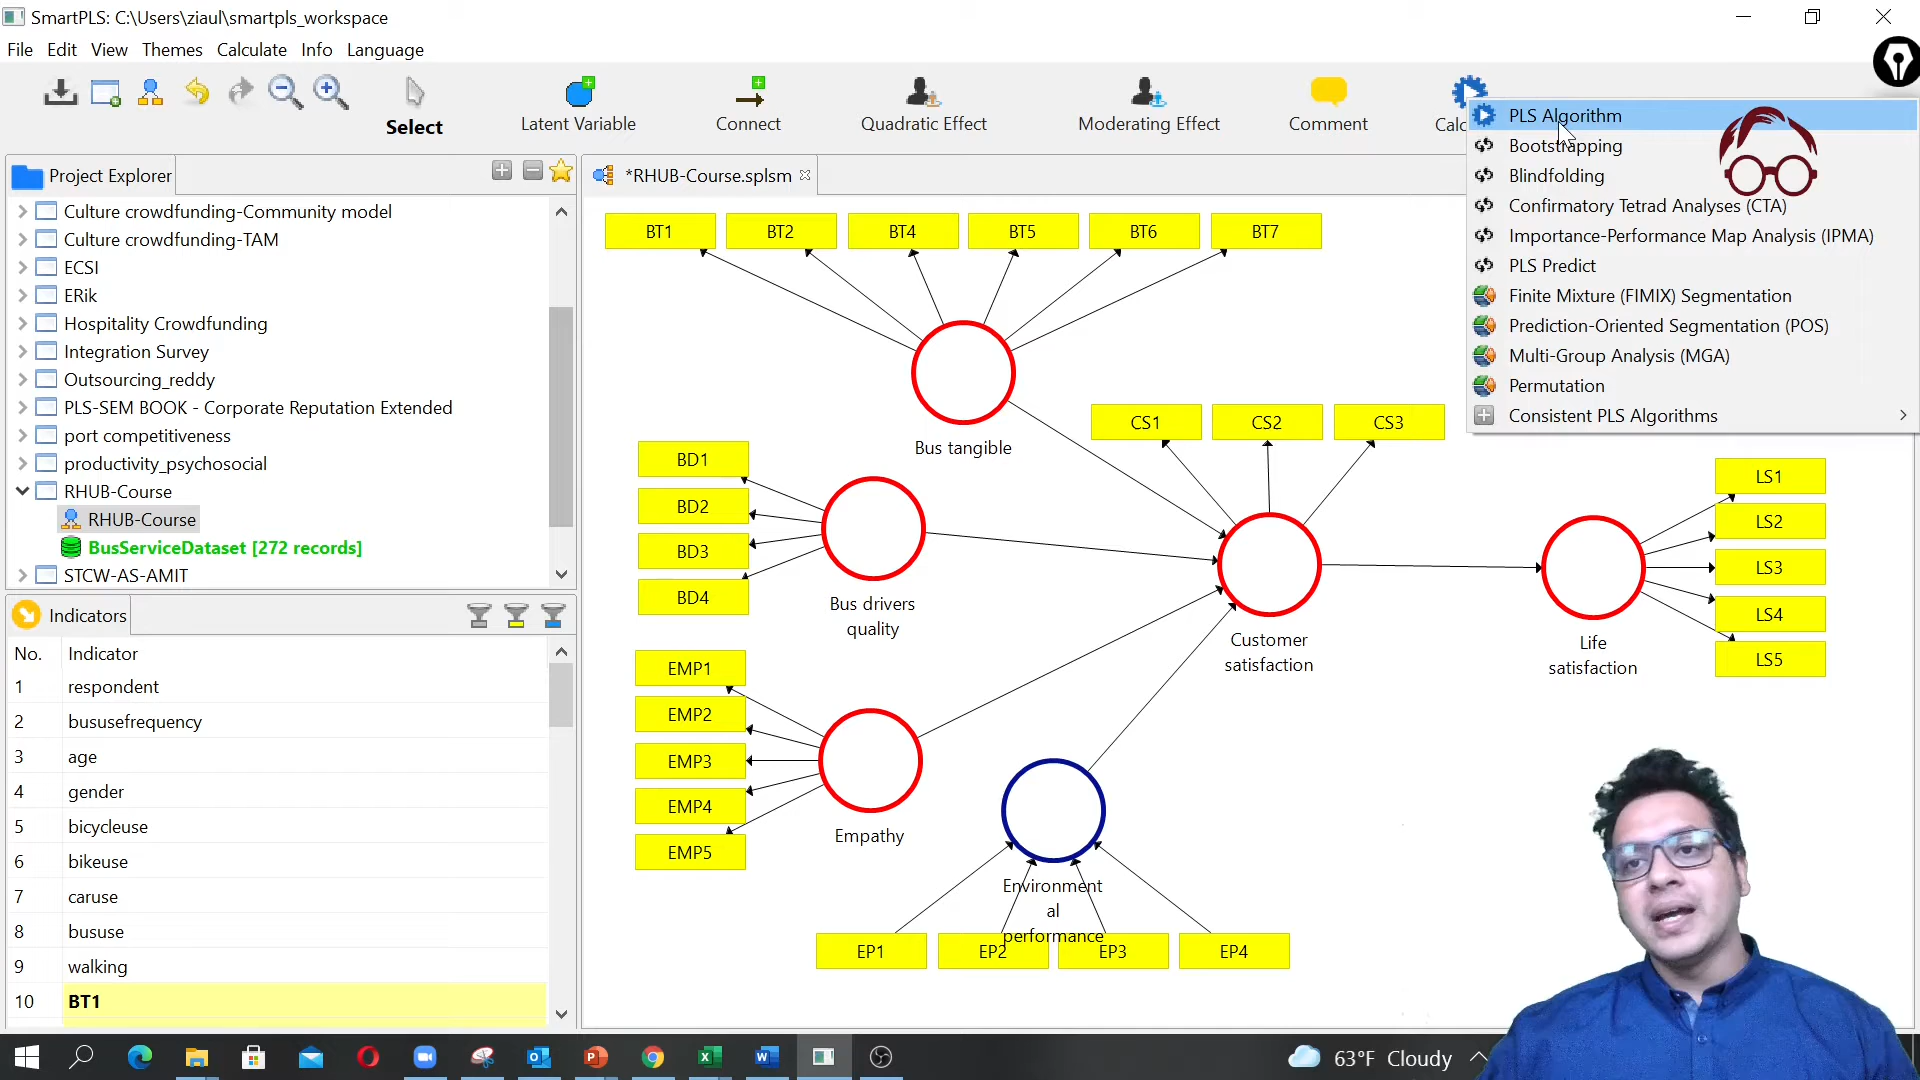 SmartPLS: C:\Users\ziaul\smartpls_workspace
File Edit View Themes Calculate Info Language
Select
Latent Variable
Connect
Quadratic Effect
Moderating Effect
Comment
Calc
PLS Algorithm
Bootstrapping
Blindfolding
Confirmatory Tetrad Analyses (CTA)
Importance-Performance Map Analysis (IPMA)
PLS Predict
Finite Mixture (FIMIX) Segmentation
Prediction-Oriented Segmentation (POS)
Multi-Group Analysis (MGA)
Permutation
Consistent PLS Algorithms
Project Explorer
Culture crowdfunding-Community model
Culture crowdfunding-TAM
ECSI
ERik
Hospitality Crowdfunding
Integration Survey
Outsourcing_reddy
PLS-SEM BOOK - Corporate Reputation Extended
port competitiveness
productivity_psychosocial
RHUB-Course
RHUB-Course
BusServiceDataset [272 records]
STCW-AS-AMIT
Indicators
No. Indicator
1 respondent
2 bususefrequency
3 age
4 gender
5 bicycleuse
6 bikeuse
7 caruse
8 bususe
9 walking
10 BT1
*RHUB-Course.splsm
BT1 BT2 BT4 BT5 BT6 BT7
Bus tangible
CS1 CS2 CS3
BD1
BD2
BD3
BD4
Bus drivers
quality
Customer
satisfaction
LS1
LS2
LS3
LS4
LS5
Life
satisfaction
EMP1
EMP2
EMP3
EMP4
EMP5
Empathy
Environment
al
performance
EP1 EP2 EP3 EP4
63°F Cloudy